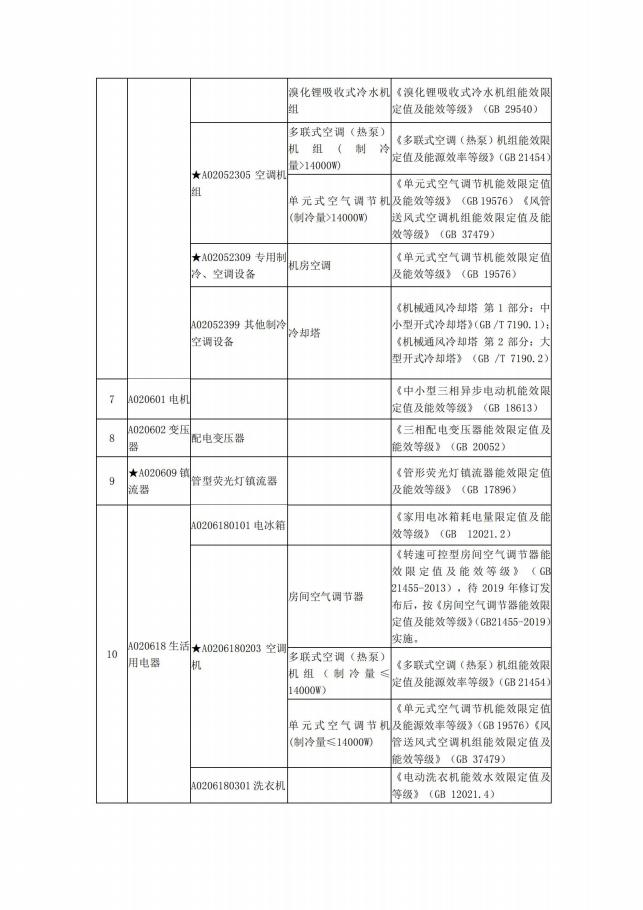 溴化锂吸收式冷水机
组
《溴化锂吸收式冷水机组能效限
定值及能效等级》（GB 29540）
★A02052305 空调机
组
多联式空调（热泵）
机组(制冷
量>14000W)
《多联式空调（热泵）机组能效限
定值及能源效率等级》（GB 21454）
单元式空气调节机
(制冷量>14000W)
《单元式空气调节机能效限定值
及能效等级》（GB 19576）《风管
送风式空调机组能效限定值及能
效等级》（GB 37479）
★A02052309 专用制
冷、空调设备
机房空调
《单元式空气调节机能效限定值
及能效等级》（GB 19576）
A02052399 其他制冷
空调设备
冷却塔
《机械通风冷却塔 第 1 部分：中
小型开式冷却塔》（GB /T 7190.1）；
《机械通风冷却塔 第 2 部分：大
型开式冷却塔》（GB /T 7190.2）
7
A020601 电机
《中小型三相异步电动机能效限
定值及能效等级》（GB 18613）
8
A020602 变压
器
配电变压器
《三相配电变压器能效限定值及
能效等级》（GB 20052）
9
★A020609 镇
流器
管型荧光灯镇流器
《管形荧光灯镇流器能效限定值
及能效等级》（GB 17896）
10
A020618 生活
用电器
A0206180101 电冰箱
《家用电冰箱耗电量限定值及能
效等级》（GB 12021.2）
★A0206180203 空调
机
房间空气调节器
《转速可控型房间空气调节器能
效限定值及能效等级》（GB
21455-2013），待 2019 年修订发
布后，按《房间空气调节器能效限
定值及能效等级》（GB21455-2019）
实施。
多联式空调（热泵）
机组（制冷量≤
14000W）
《多联式空调（热泵）机组能效限
定值及能源效率等级》（GB 21454）
单元式空气调节机
(制冷量≤14000W)
《单元式空气调节机能效限定值
及能源效率等级》（GB 19576）《风
管送风式空调机组能效限定值及
能效等级》（GB 37479）
A0206180301 洗衣机
《电动洗衣机能效水效限定值及
等级》（GB 12021.4）